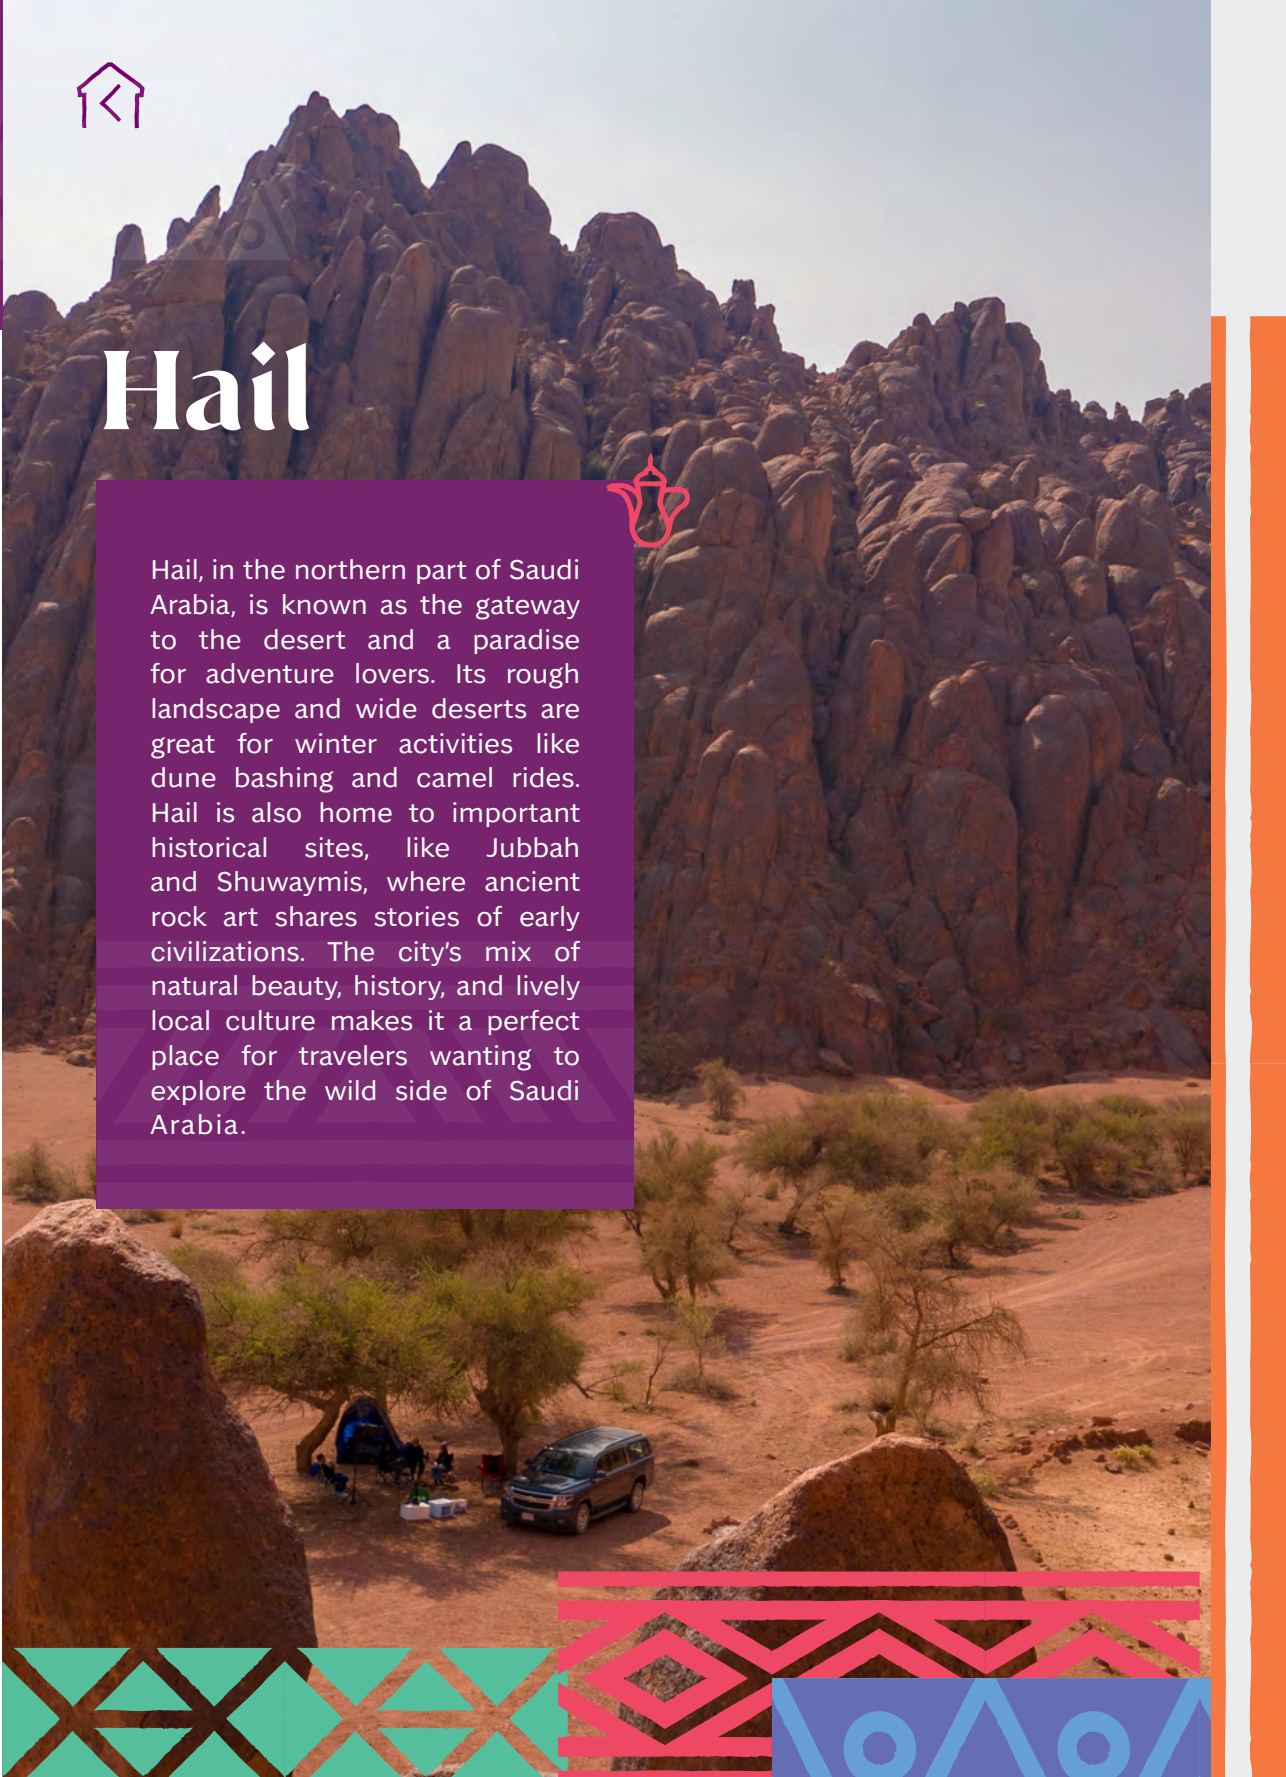 Hail
Hail, in the northern part of Saudi
Arabia, is known as the gateway
to the desert and a paradise
for adventure lovers. Its rough
landscape and wide deserts are
great for winter activities like
dune bashing and camel rides.
Hail is also home to important
historical sites, like Jubbah
and Shuwaymis, where ancient
rock art shares stories of early
civilizations. The city’s mix of
natural beauty, history, and lively
local culture makes it a perfect
place for travelers wanting to
explore the wild side of Saudi
Arabia.